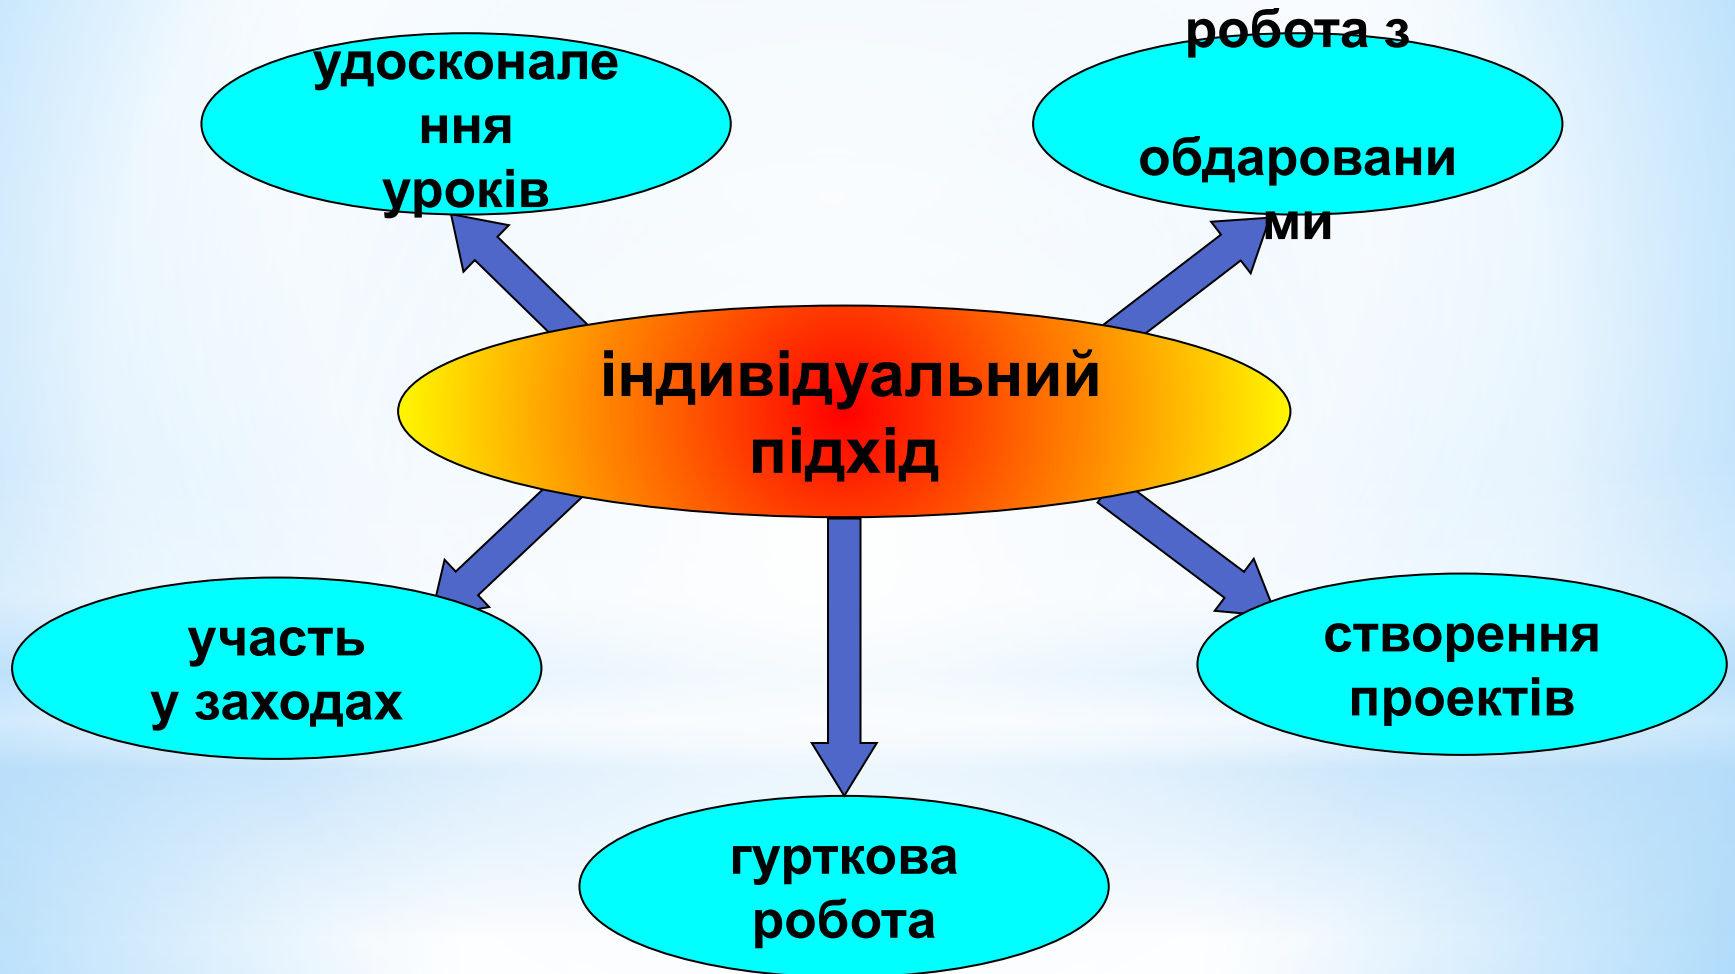 удосконале
ння
уроків
робота з
обдаровани
ми
індивідуальний
підхід
участь
у заходах
створення
проектів
гурткова
робота